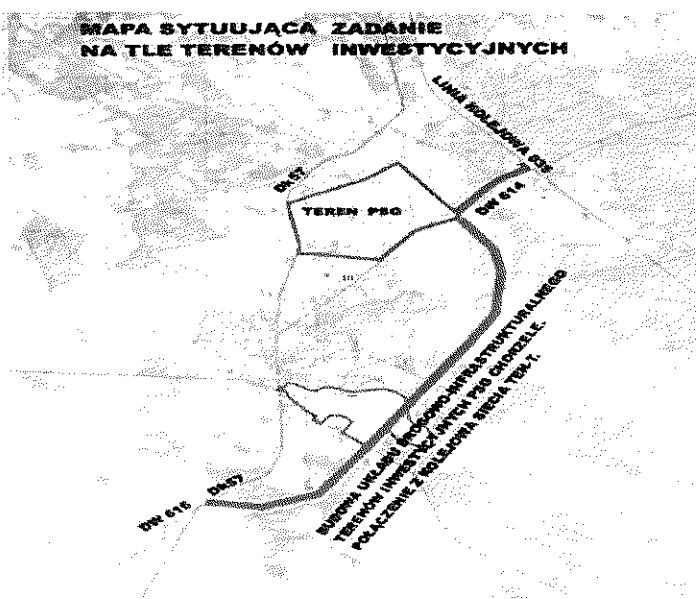 MAPA SYTUUJĄCA ZADANIE
NA TLE TERENÓW INWESTYCYJNYCH
LINIA KOLEJOWA 035
DK57
TEREN PSG
DW 614
BUDOWA UKŁADU DROGOWO-INFRASTRUKTURALNEGO
TERENÓW INWESTYCYJNYCH PSG CHORZELE.
POŁĄCZENIE Z KOLEJOWĄ SIECIĄ TEN-T.
DK57
DW 616